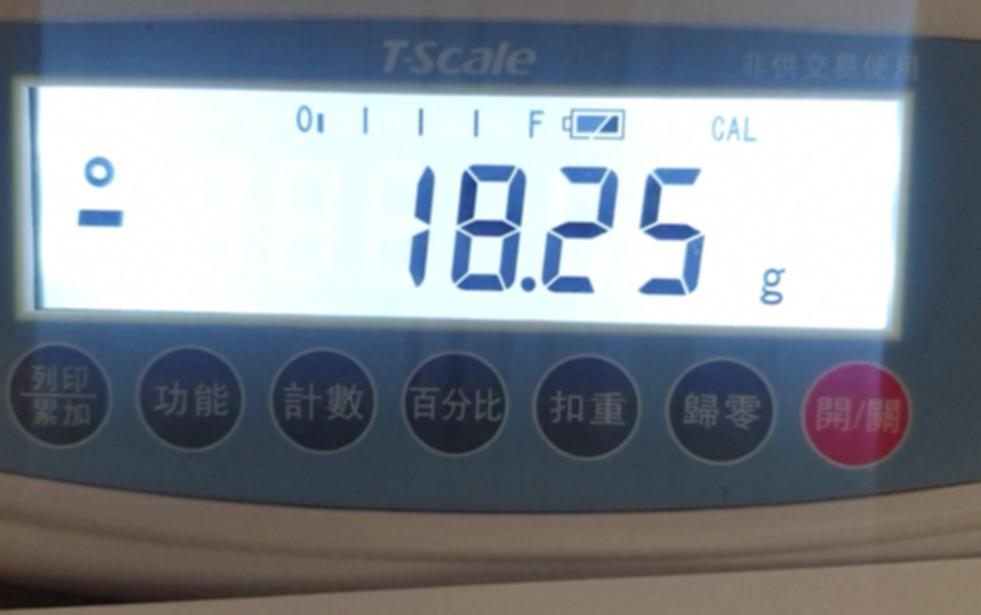 T-Scale
非供交易使用
0 F CAL
18.25 g
列印
累加
功能
計數
百分比
扣重
歸零
開/關